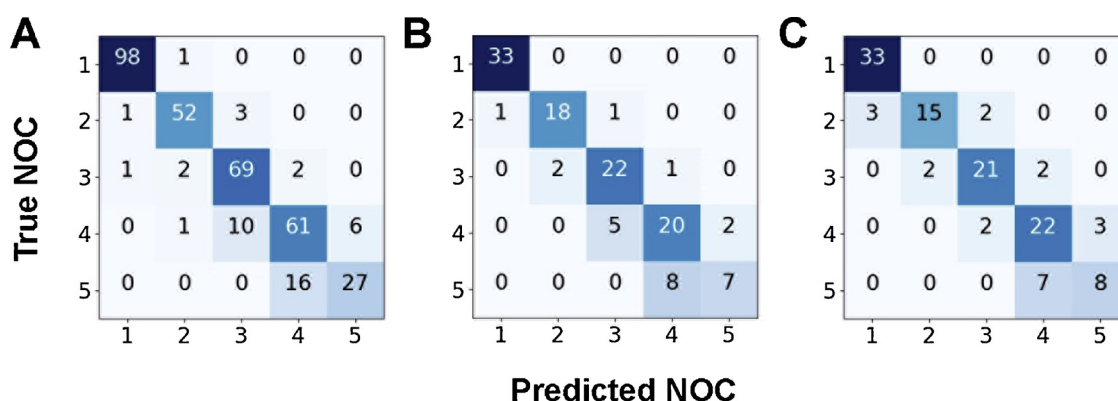 A B C
True NOC
1 98 1 0 0 0
2 1 52 3 0 0
3 1 2 69 2 0
4 0 1 10 61 6
5 0 0 0 16 27
1 2 3 4 5
1 33 0 0 0 0
2 1 18 1 0 0
3 0 2 22 1 0
4 0 0 5 20 2
5 0 0 0 8 7
1 2 3 4 5
1 33 0 0 0 0
2 3 15 2 0 0
3 0 2 21 2 0
4 0 0 2 22 3
5 0 0 0 7 8
1 2 3 4 5
Predicted NOC